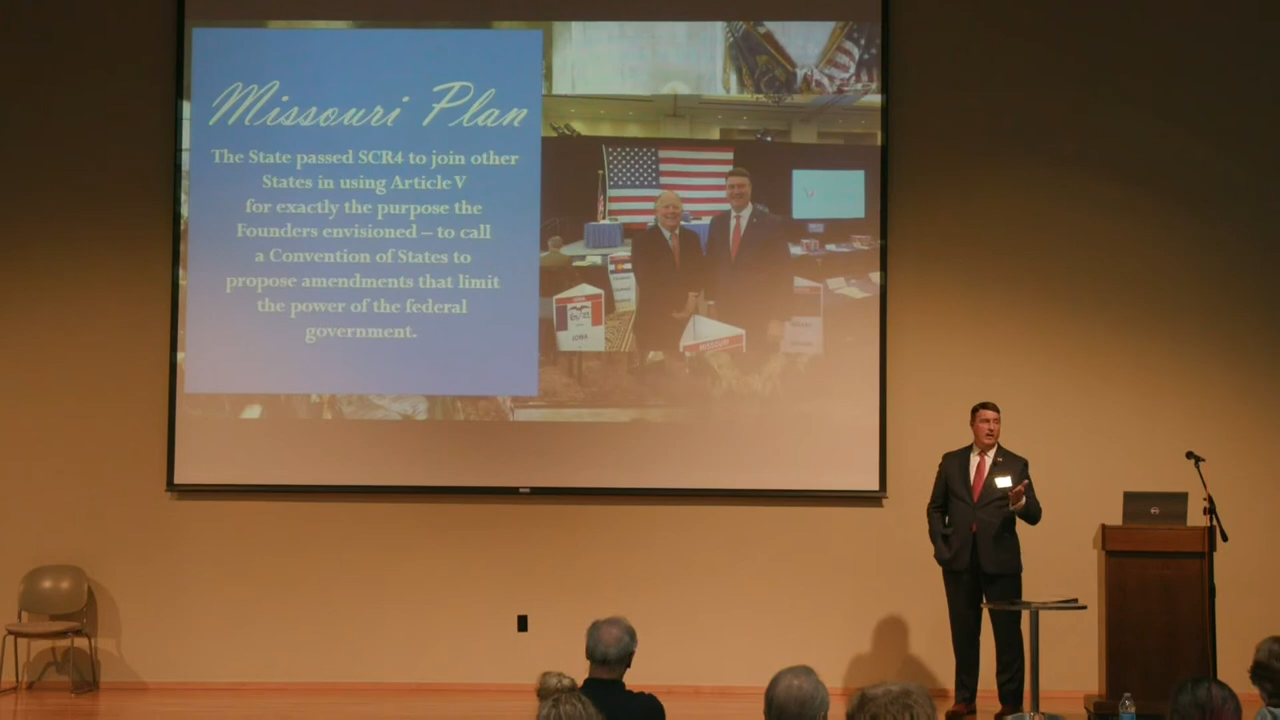 Missouri Plan
The State passed SCR4 to join other
States in using Article V
for exactly the purpose the
Founders envisioned – to call
a Convention of States to
propose amendments that limit
the power of the federal
government.
IOWA
MISSOURI
DELL